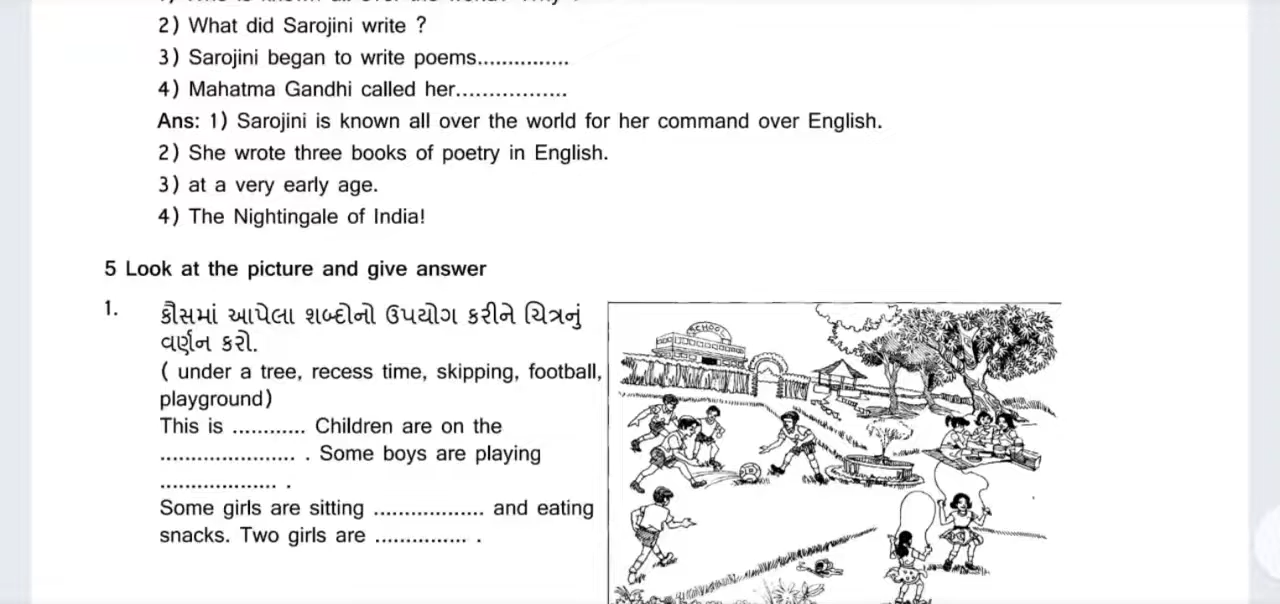 2) What did Sarojini write ?
3) Sarojini began to write poems...............
4) Mahatma Gandhi called her..................
Ans: 1) Sarojini is known all over the world for her command over English.
2) She wrote three books of poetry in English.
3) at a very early age.
4) The Nightingale of India!
5 Look at the picture and give answer
1. કૌસમાં આપેલા શબ્દોનો ઉપયોગ કરીને ચિત્રનું
વર્ણન કરો.
( under a tree, recess time, skipping, football,
playground)
This is ............ Children are on the
...................... . Some boys are playing
................... .
Some girls are sitting .................. and eating
snacks. Two girls are ............... .
SCHOOL